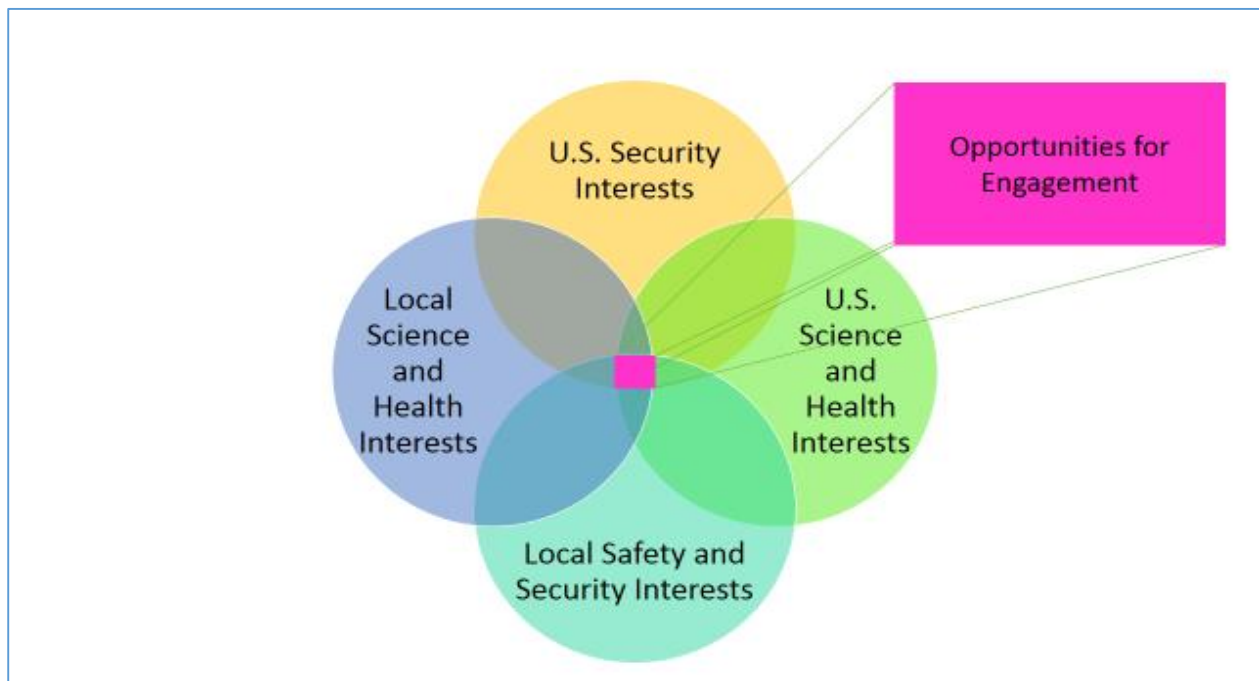 U.S. Security
Interests
Opportunities for
Engagement
Local
Science
and
Health
Interests
U.S.
Science
and
Health
Interests
Local Safety and
Security Interests